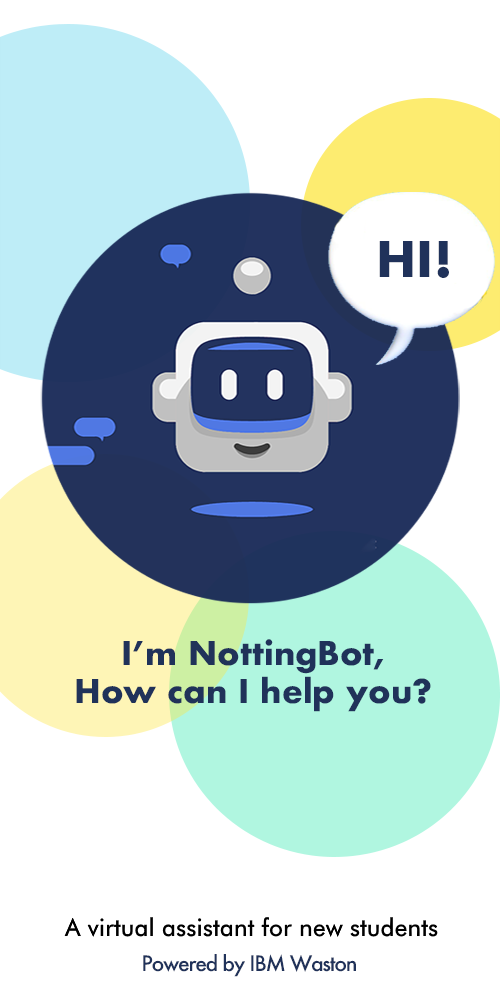 HI!
I’m NottingBot,
How can I help you?
A virtual assistant for new students
Powered by IBM Waston